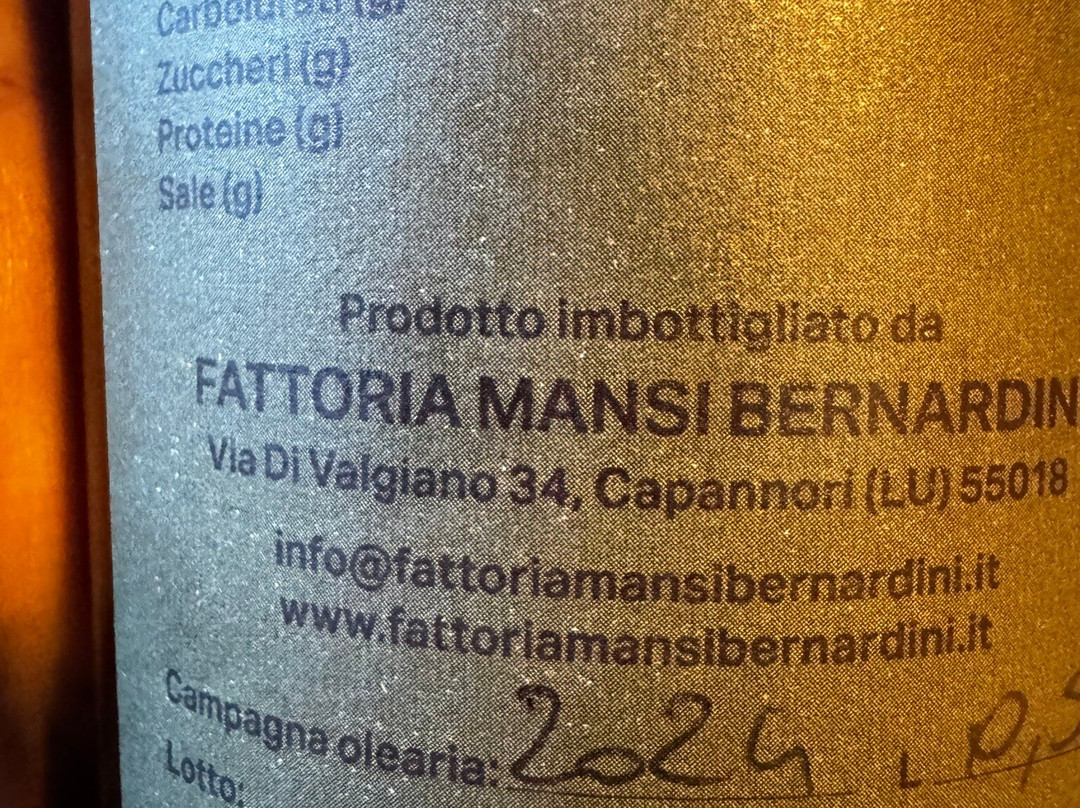 Carboidrati (g)
Zuccheri (g)
Proteine (g)
Sale (g)
Prodotto imbottigliato da
FATTORIA MANSI BERNARDIN
Via Di Valgiano 34, Capannori (LU) 55018
info@fattoriamansibernardini.it
www.fattoriamansibernardini.it
Campagna olearia: 2024 L
Lotto: